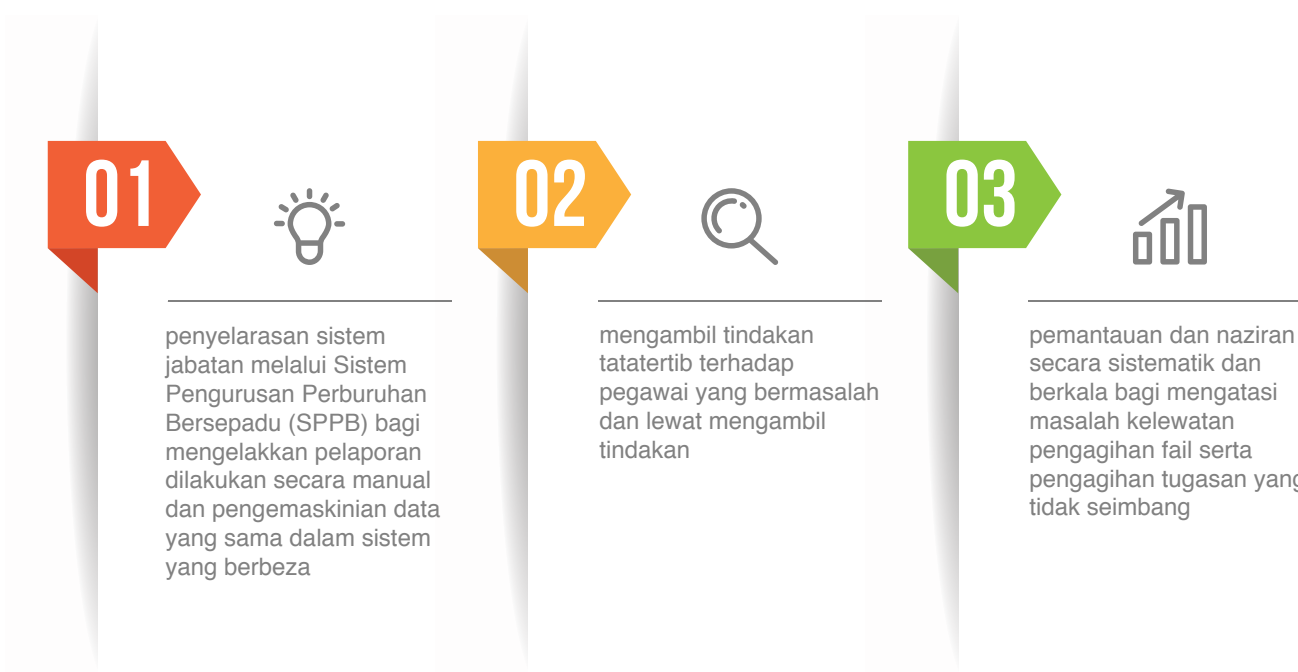 01
penyelarasan sistem
jabatan melalui Sistem
Pengurusan Perburuhan
Bersepadu (SPPB) bagi
mengelakkan pelaporan
dilakukan secara manual
dan pengemaskinian data
yang sama dalam sistem
yang berbeza
02
mengambil tindakan
tatatertib terhadap
pegawai yang bermasalah
dan lewat mengambil
tindakan
03
pemantauan dan naziran
secara sistematik dan
berkala bagi mengatasi
masalah kelewatan
pengagihan fail serta
pengagihan tugasan yang
tidak seimbang